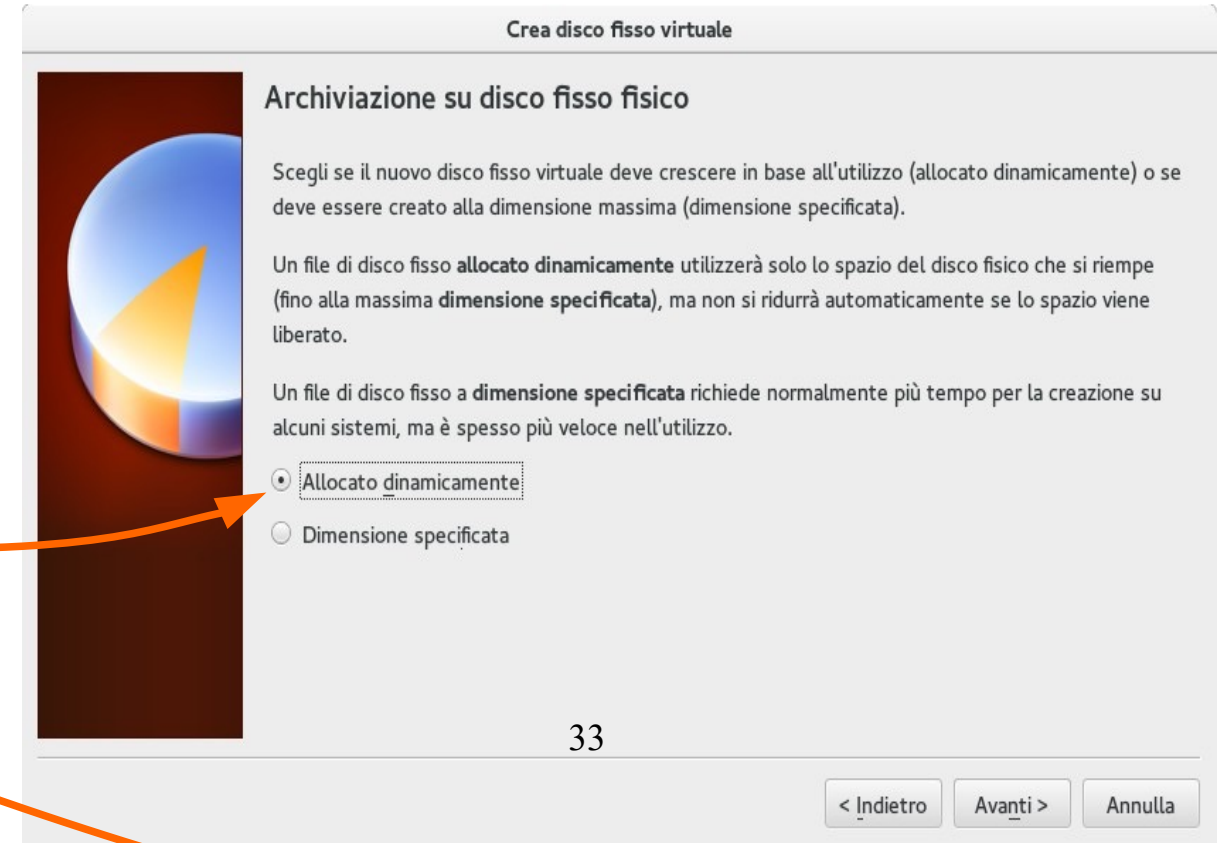 Crea disco fisso virtuale
Archiviazione su disco fisso fisico
Scegli se il nuovo disco fisso virtuale deve crescere in base all'utilizzo (allocato dinamicamente) o se
deve essere creato alla dimensione massima (dimensione specificata).
Un file di disco fisso allocato dinamicamente utilizzerà solo lo spazio del disco fisico che si riempe
(fino alla massima dimensione specificata), ma non si ridurrà automaticamente se lo spazio viene
liberato.
Un file di disco fisso a dimensione specificata richiede normalmente più tempo per la creazione su
alcuni sistemi, ma è spesso più veloce nell'utilizzo.
Allocato dinamicamente
Dimensione specificata
33
< Indietro Avanti > Annulla